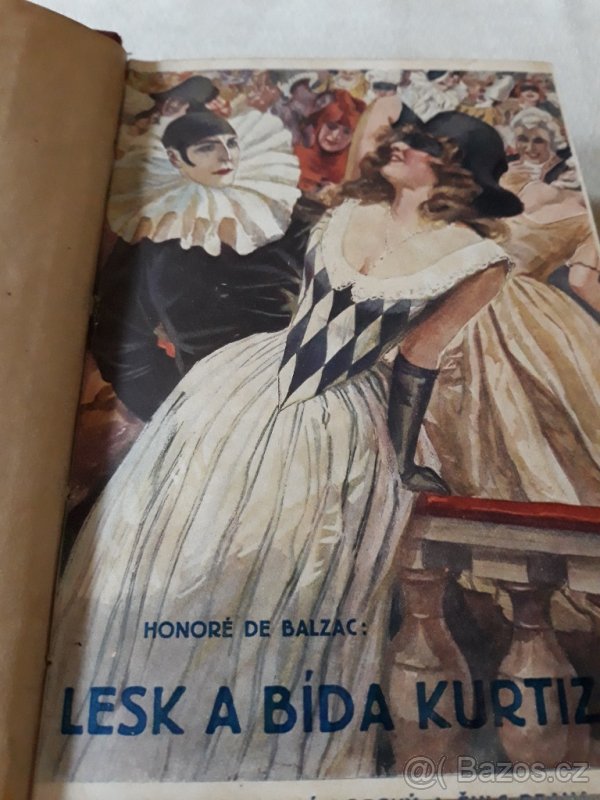 HONORÉ DE BALZAC:
LESK A BÍDA KURTIZ
Bazos.cz